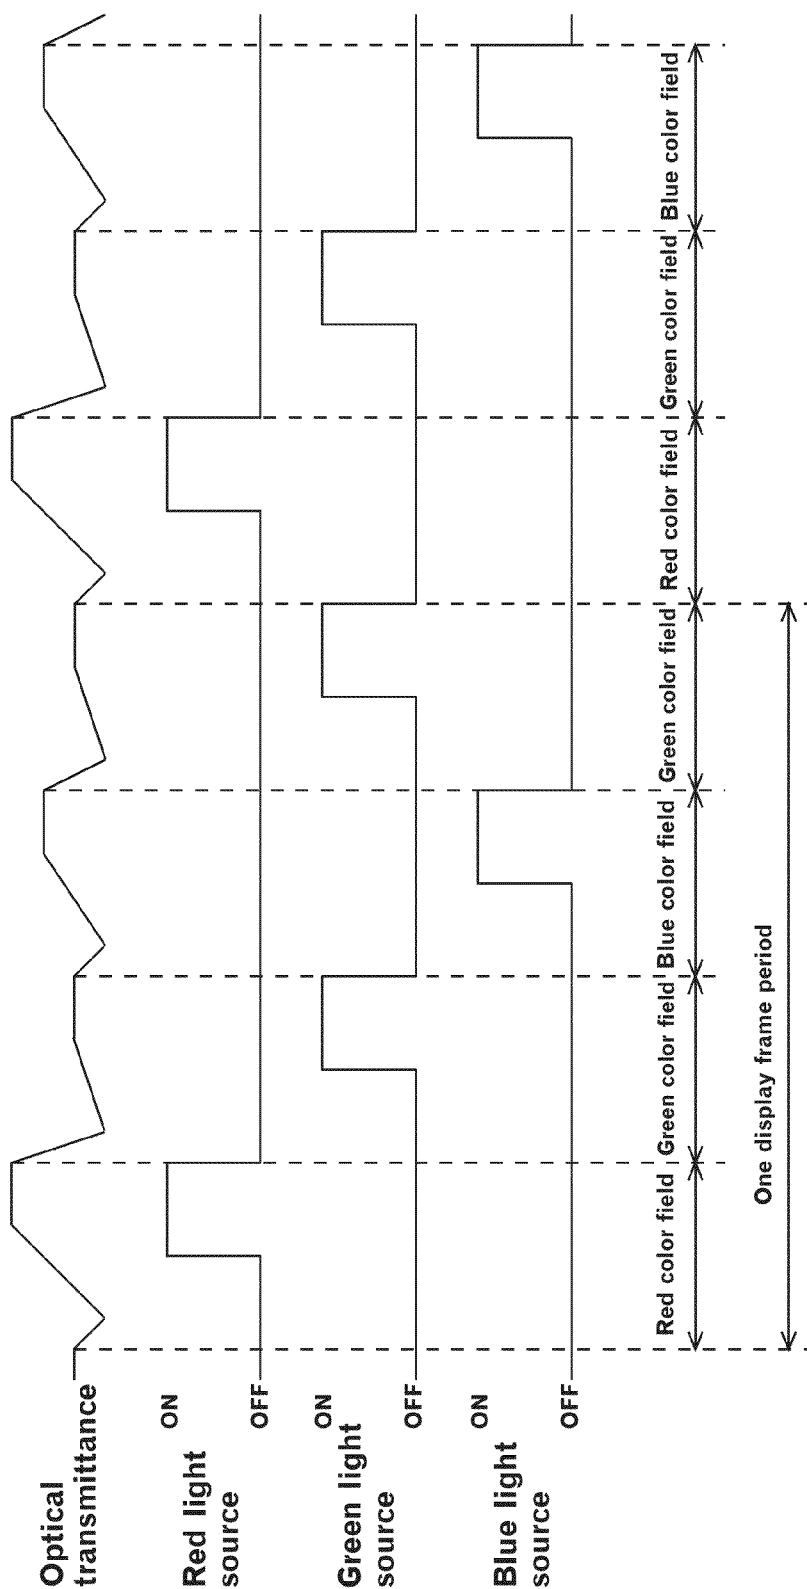 Optical
transmittance
Red light
source
ON
OFF
Green light
source
ON
OFF
Blue light
source
ON
OFF
Red color field
Green color field
Blue color field
Green color field
Red color field
Green color field
Blue color field
One display frame period